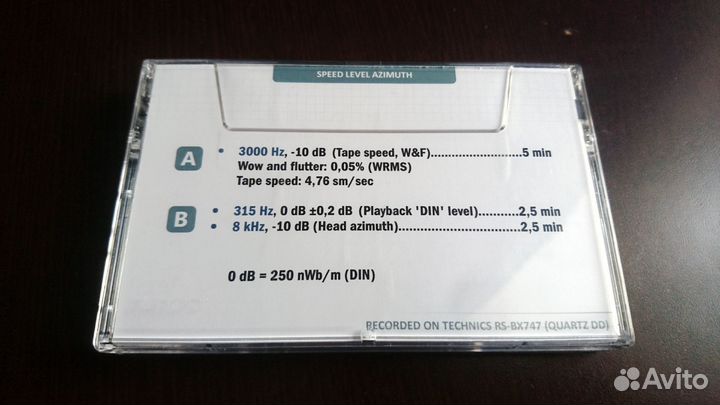 SPEED LEVEL AZIMUTH
A • 3000 Hz, -10 dB (Tape speed, W&F)........................5 min
Wow and flutter: 0,05% (WRMS)
Tape speed: 4,76 sm/sec
B • 315 Hz, 0 dB ±0,2 dB (Playback 'DIN' level)...........2,5 min
• 8 kHz, -10 dB (Head azimuth)................................2,5 min
0 dB = 250 nWb/m (DIN)
RECORDED ON TECHNICS RS-BX747 (QUARTZ DD)
Avito